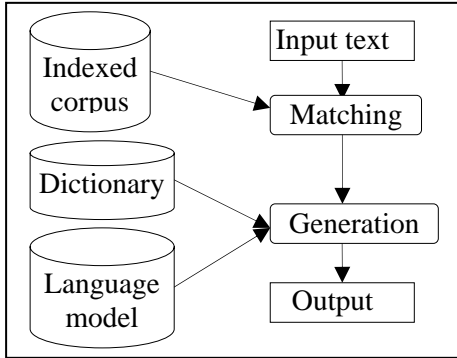 Input text
Indexed
corpus
Matching
Dictionary
Generation
Language
model
Output